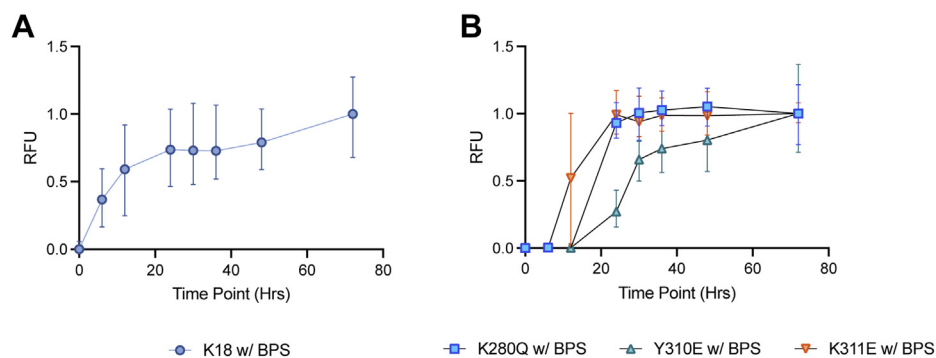 A
B
1.5
1.0
0.5
0.0
RFU
0
20
40
60
80
Time Point (Hrs)
K18 w/ BPS
1.5
1.0
0.5
0.0
RFU
0
20
40
60
80
Time Point (Hrs)
K280Q w/ BPS
Y310E w/ BPS
K311E w/ BPS